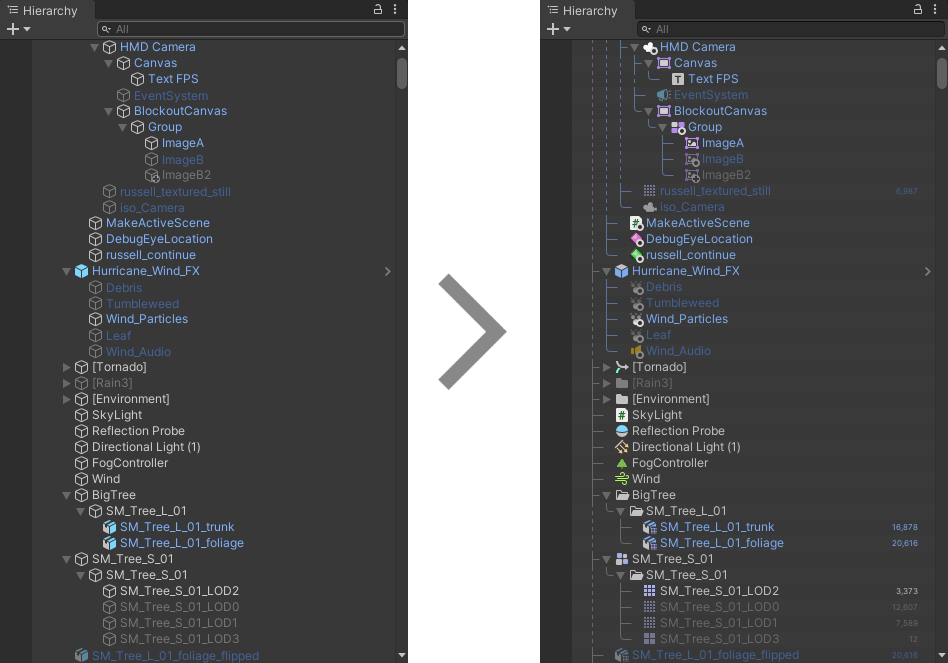 Hierarchy
All
HMD Camera
Canvas
Text FPS
EventSystem
BlockoutCanvas
Group
ImageA
ImageB
ImageB2
russell_textured_still
iso_Camera
MakeActiveScene
DebugEyeLocation
russell_continue
Hurricane_Wind_FX
Debris
Tumbleweed
Wind_Particles
Leaf
Wind_Audio
[Tornado]
[Rain3]
[Environment]
SkyLight
Reflection Probe
Directional Light (1)
FogController
Wind
BigTree
SM_Tree_L_01
SM_Tree_L_01_trunk
SM_Tree_L_01_foliage
SM_Tree_S_01
SM_Tree_S_01
SM_Tree_S_01_LOD2
SM_Tree_S_01_LOD0
SM_Tree_S_01_LOD1
SM_Tree_S_01_LOD3
SM_Tree_L_01_foliage_flipped
Hierarchy
All
HMD Camera
Canvas
T Text FPS
EventSystem
BlockoutCanvas
Group
ImageA
ImageB
ImageB2
russell_textured_still 6,967
iso_Camera
# MakeActiveScene
DebugEyeLocation
russell_continue
Hurricane_Wind_FX
Debris
Tumbleweed
Wind_Particles
Leaf
Wind_Audio
[Tornado]
[Rain3]
[Environment]
# SkyLight
Reflection Probe
Directional Light (1)
FogController
Wind
BigTree
SM_Tree_L_01
SM_Tree_L_01_trunk 16,878
SM_Tree_L_01_foliage 20,616
SM_Tree_S_01
SM_Tree_S_01
SM_Tree_S_01_LOD2 3,373
SM_Tree_S_01_LOD0 12,607
SM_Tree_S_01_LOD1 7,589
SM_Tree_S_01_LOD3 12
SM_Tree_L_01_foliage_flipped 20,616